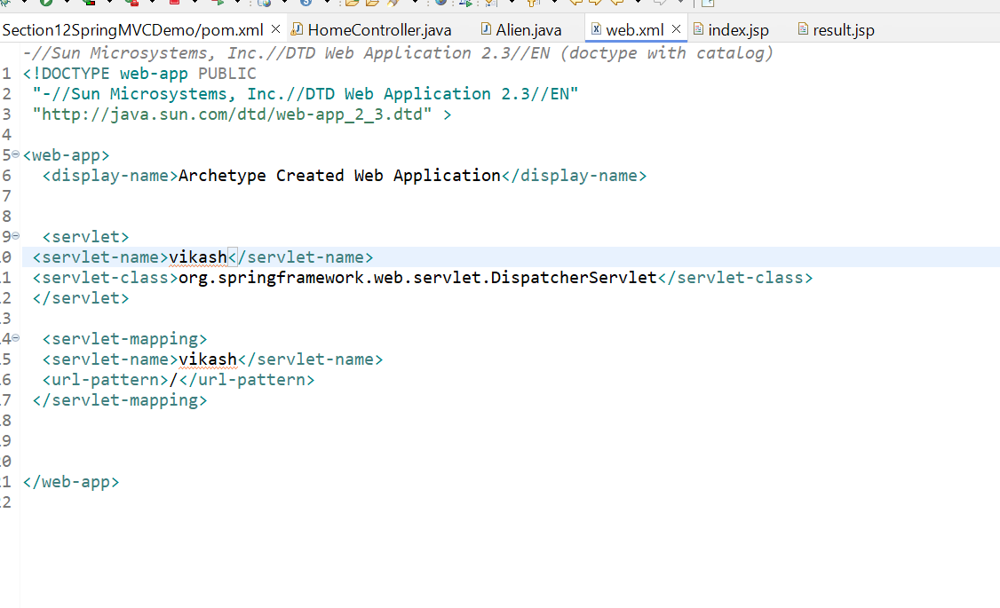 Section12SpringMVCDemo/pom.xml HomeController.java Alien.java web.xml index.jsp result.jsp
-//Sun Microsystems, Inc.//DTD Web Application 2.3//EN (doctype with catalog)
1 <!DOCTYPE web-app PUBLIC
2 "-//Sun Microsystems, Inc.//DTD Web Application 2.3//EN"
3 "http://java.sun.com/dtd/web-app_2_3.dtd" >
4
5 <web-app>
6 <display-name>Archetype Created Web Application</display-name>
7
8
9 <servlet>
0 <servlet-name>vikash</servlet-name>
1 <servlet-class>org.springframework.web.servlet.DispatcherServlet</servlet-class>
2 </servlet>
3
4 <servlet-mapping>
5 <servlet-name>vikash</servlet-name>
6 <url-pattern>/</url-pattern>
7 </servlet-mapping>
8
9
0
1 </web-app>
2